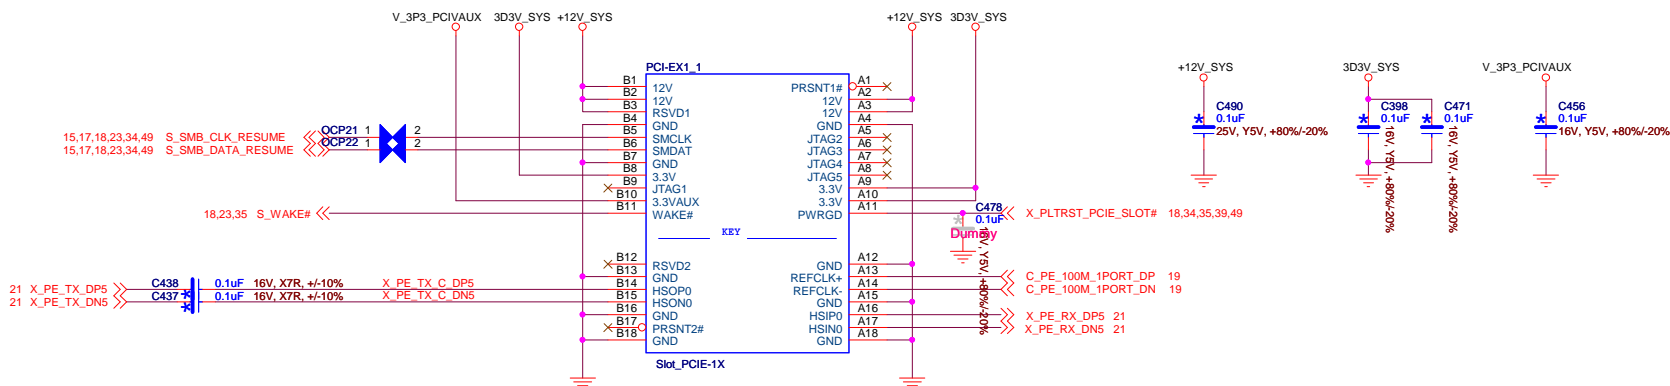 V_3P3_PCIVAUX 3D3V_SYS +12V_SYS
+12V_SYS 3D3V_SYS
PCI-EX1_1
B1 12V
B2 12V
B3 RSVD1
B4 GND
B5 SMCLK
B6 SMDAT
B7 GND
B8 3.3V
B9 JTAG1
B10 3.3VAUX
B11 WAKE#
KEY
B12 RSVD2
B13 GND
B14 HSOP0
B15 HSON0
B16 GND
B17 PRSNT2#
B18 GND
PRSNT1# A1
12V A2
12V A3
GND A4
JTAG2 A5
JTAG3 A6
JTAG4 A7
JTAG5 A8
3.3V A9
3.3V A10
PWRGD A11
GND A12
REFCLK+ A13
REFCLK- A14
GND A15
HSIP0 A16
HSIN0 A17
GND A18
Slot_PCIE-1X
15,17,18,23,34,49 S_SMB_CLK_RESUME OCP21 1 2
15,17,18,23,34,49 S_SMB_DATA_RESUME OCP22 1 2
18,23,35 S_WAKE#
21 X_PE_TX_DP5 C438 0.1uF 16V, X7R, +/-10% X_PE_TX_C_DP5
21 X_PE_TX_DN5 C437 0.1uF 16V, X7R, +/-10% X_PE_TX_C_DN5
C478
0.1uF
Dummy
16V, Y5V, +80%/-20%
X_PLTRST_PCIE_SLOT# 18,34,35,39,49
C_PE_100M_1PORT_DP 19
C_PE_100M_1PORT_DN 19
X_PE_RX_DP5 21
X_PE_RX_DN5 21
+12V_SYS
C490
0.1uF
25V, Y5V, +80%/-20%
3D3V_SYS
C398
0.1uF
16V, Y5V, +80%/-20%
C471
0.1uF
16V, Y5V, +80%/-20%
V_3P3_PCIVAUX
C456
0.1uF
16V, Y5V, +80%/-20%